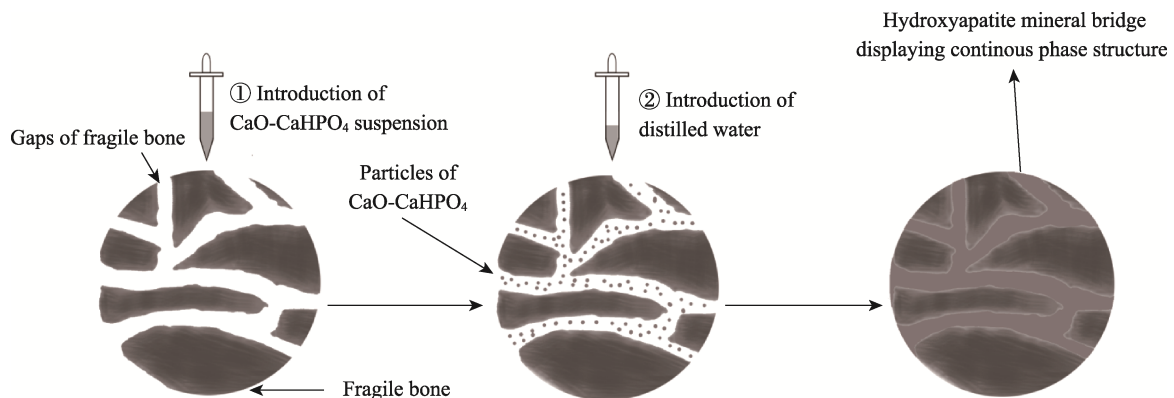 Hydroxyapatite mineral bridge
displaying continous phase structure
① Introduction of
CaO-CaHPO₄ suspension
② Introduction of
distilled water
Gaps of fragile bone
Particles of
CaO-CaHPO₄
Fragile bone